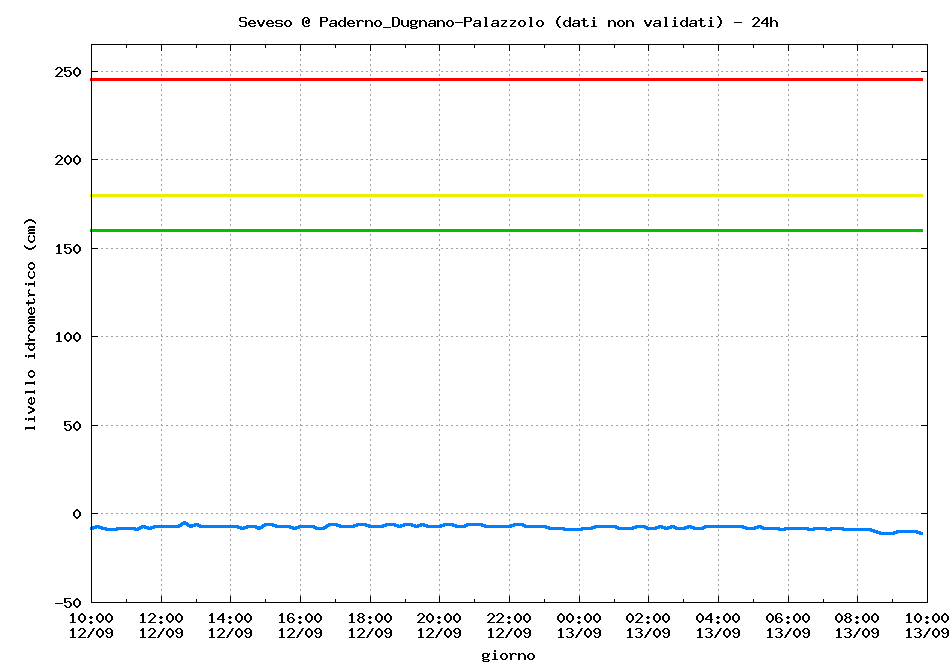 Seveso @ Paderno_Dugnano-Palazzolo (dati non validati) - 24h
livello idrometrico (cm)
250
200
150
100
50
0
-50
10:00 12:00 14:00 16:00 18:00 20:00 22:00 00:00 02:00 04:00 06:00 08:00 10:00
12/09 12/09 12/09 12/09 12/09 12/09 12/09 13/09 13/09 13/09 13/09 13/09 13/09
giorno